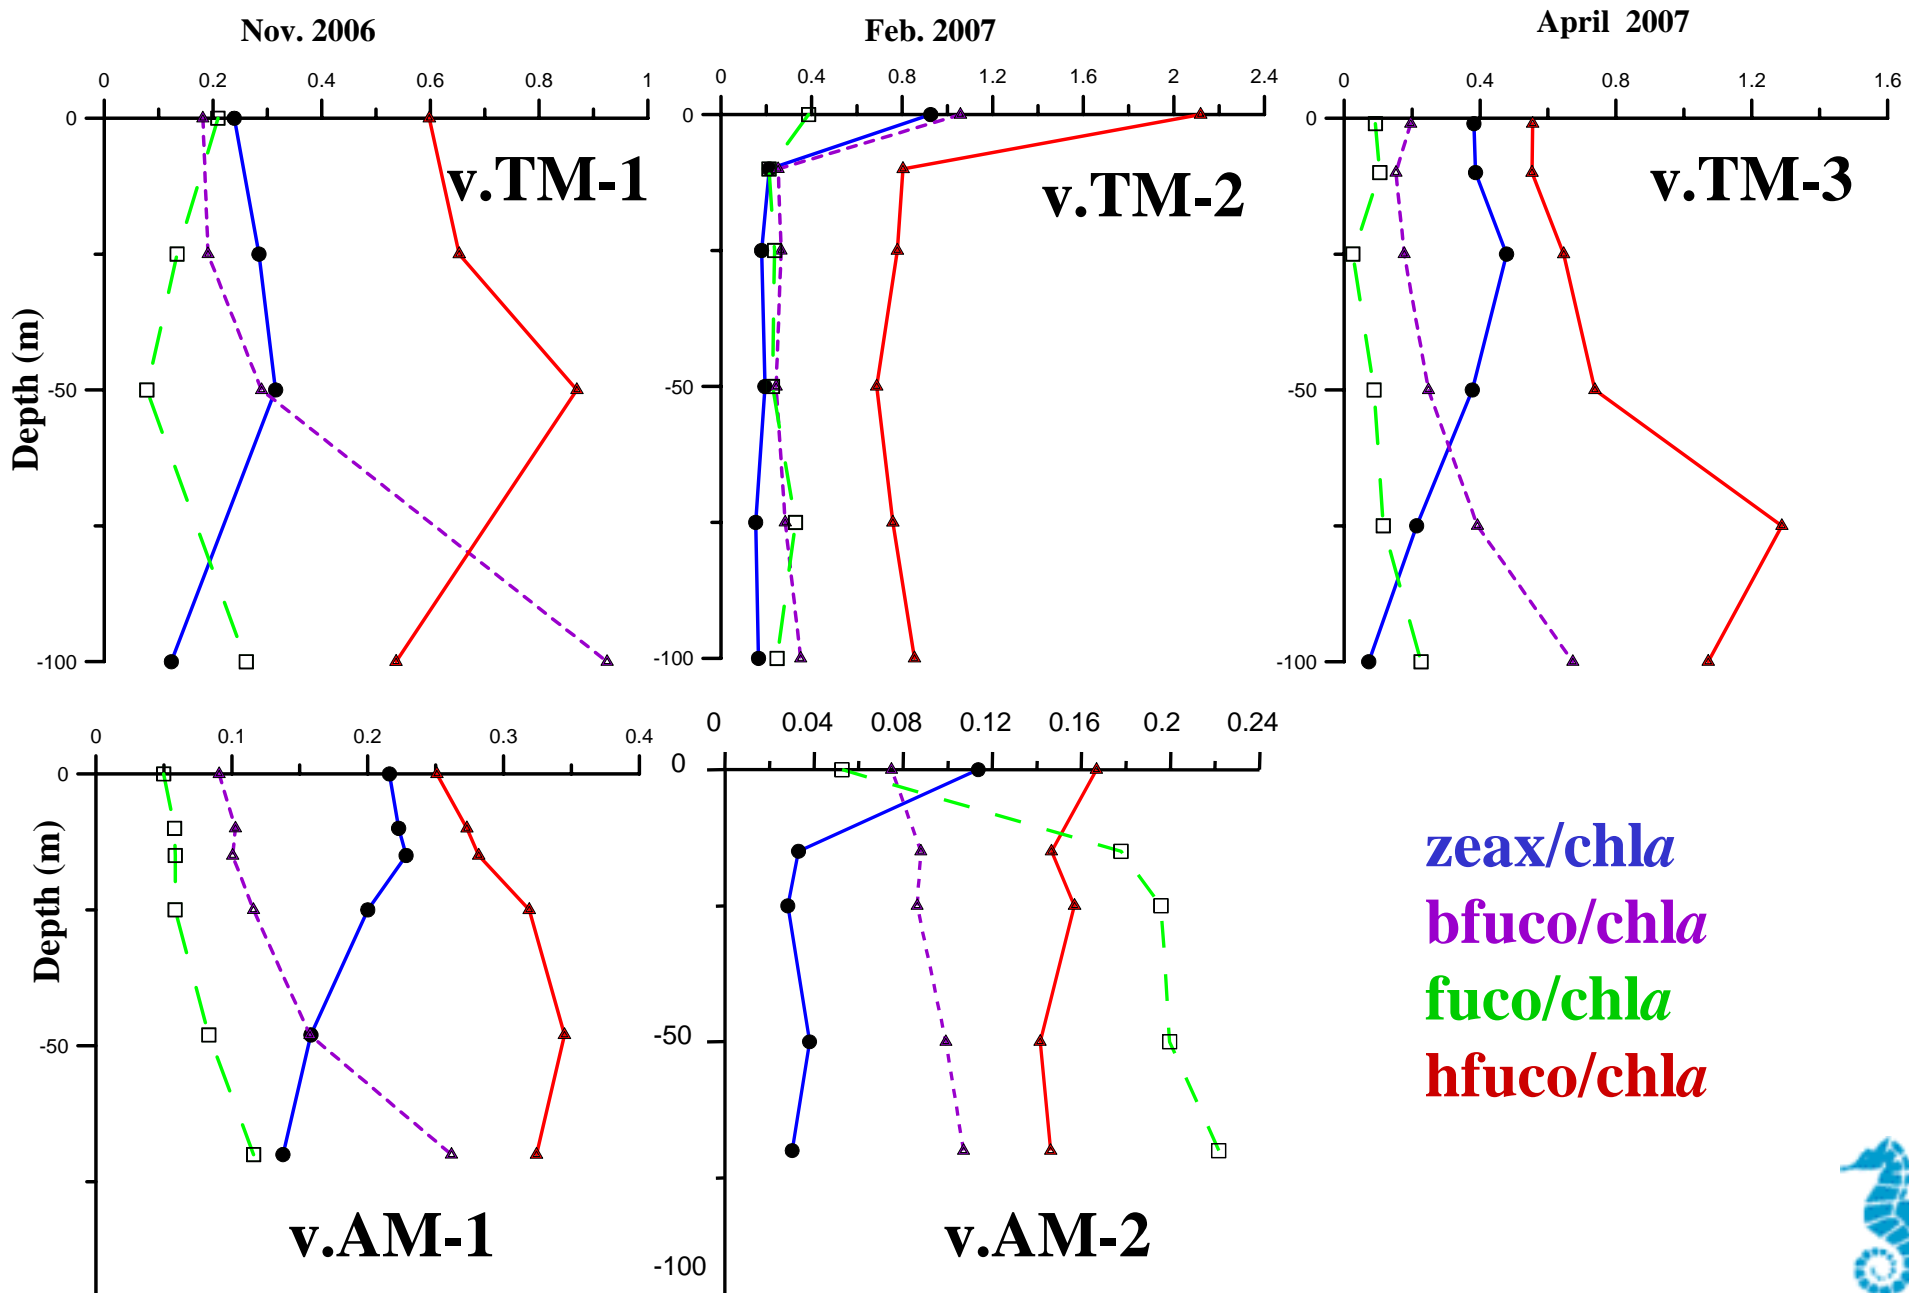 Nov. 2006
Feb. 2007
April 2007
0 0.2 0.4 0.6 0.8 1
0 0.4 0.8 1.2 1.6 2 2.4
0 0.4 0.8 1.2 1.6
0
-50
-100
Depth (m)
v.TM-1
0
-50
-100
v.TM-2
0
-50
-100
v.TM-3
0 0.1 0.2 0.3 0.4
0
-50
Depth (m)
v.AM-1
0 0.04 0.08 0.12 0.16 0.2 0.24
0
-50
-100
v.AM-2
zeax/chla
bfuco/chla
fuco/chla
hfuco/chla